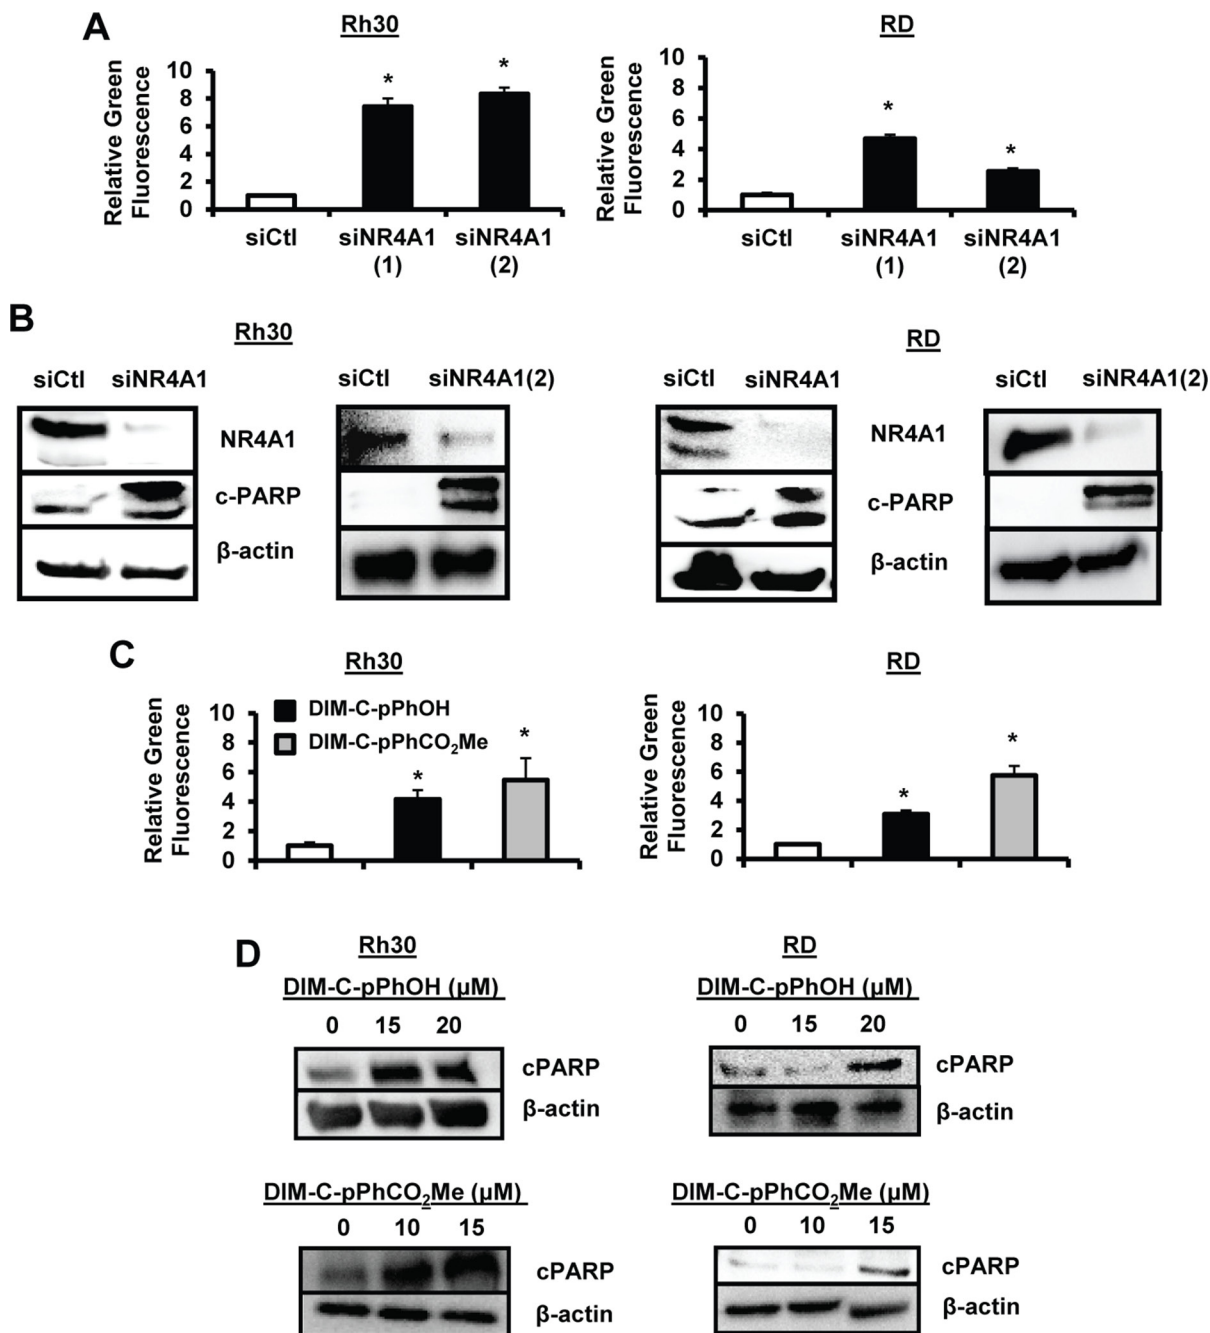 A
Rh30
Relative Green
Fluorescence
10
8
6
4
2
0
*
*
siCtl
siNR4A1
(1)
siNR4A1
(2)
RD
Relative Green
Fluorescence
10
8
6
4
2
0
*
*
siCtl
siNR4A1
(1)
siNR4A1
(2)
B
Rh30
siCtl siNR4A1
siCtl siNR4A1(2)
NR4A1
c-PARP
β-actin
RD
siCtl siNR4A1
siCtl siNR4A1(2)
NR4A1
c-PARP
β-actin
C
Rh30
Relative Green
Fluorescence
10
8
6
4
2
0
DIM-C-pPhOH
DIM-C-pPhCO₂Me
*
*
RD
Relative Green
Fluorescence
10
8
6
4
2
0
*
*
D
Rh30
DIM-C-pPhOH (µM)
0 15 20
cPARP
β-actin
RD
DIM-C-pPhOH (µM)
0 15 20
cPARP
β-actin
DIM-C-pPhCO₂Me (µM)
0 10 15
cPARP
β-actin
DIM-C-pPhCO₂Me (µM)
0 10 15
cPARP
β-actin